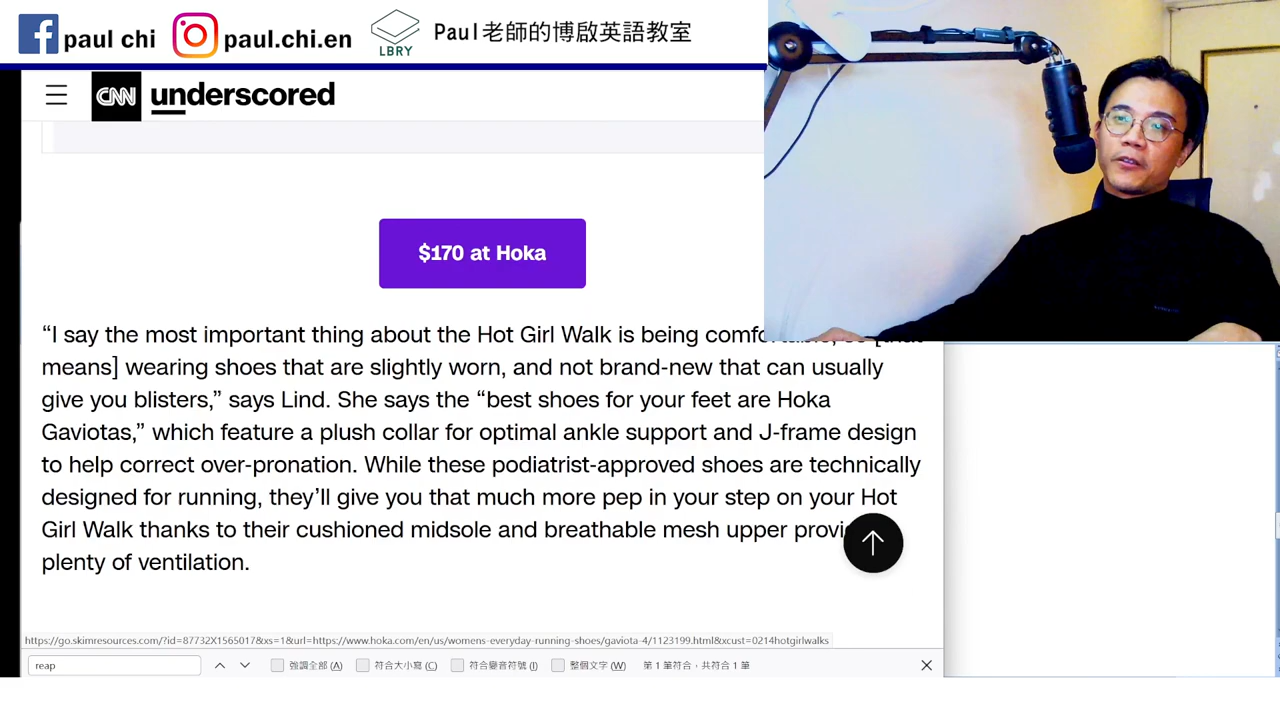 paul chi
paul.chi.en
LBRY
Paul老師的博啟英語教室
CNN underscored
$170 at Hoka
“I say the most important thing about the Hot Girl Walk is being
means] wearing shoes that are slightly worn, and not brand-new that can usually
give you blisters,” says Lind. She says the “best shoes for your feet are Hoka
Gaviotas,” which feature a plush collar for optimal ankle support and J-frame design
to help correct over-pronation. While these podiatrist-approved shoes are technically
designed for running, they’ll give you that much more pep in your step on your Hot
Girl Walk thanks to their cushioned midsole and breathable mesh upper
plenty of ventilation.
https://go.skimresources.com/?id=87732X1565017&xs=1&url=https://www.hoka.com/en/us/womens-everyday-running-shoes/gaviota-4/1123199.html&xcust=0214hotgirlwalks
reap
強調全部 (A) 符合大小寫 (C) 符合變音符號 (I) 整個文字 (W) 第 1 筆符合，共符合 1 筆